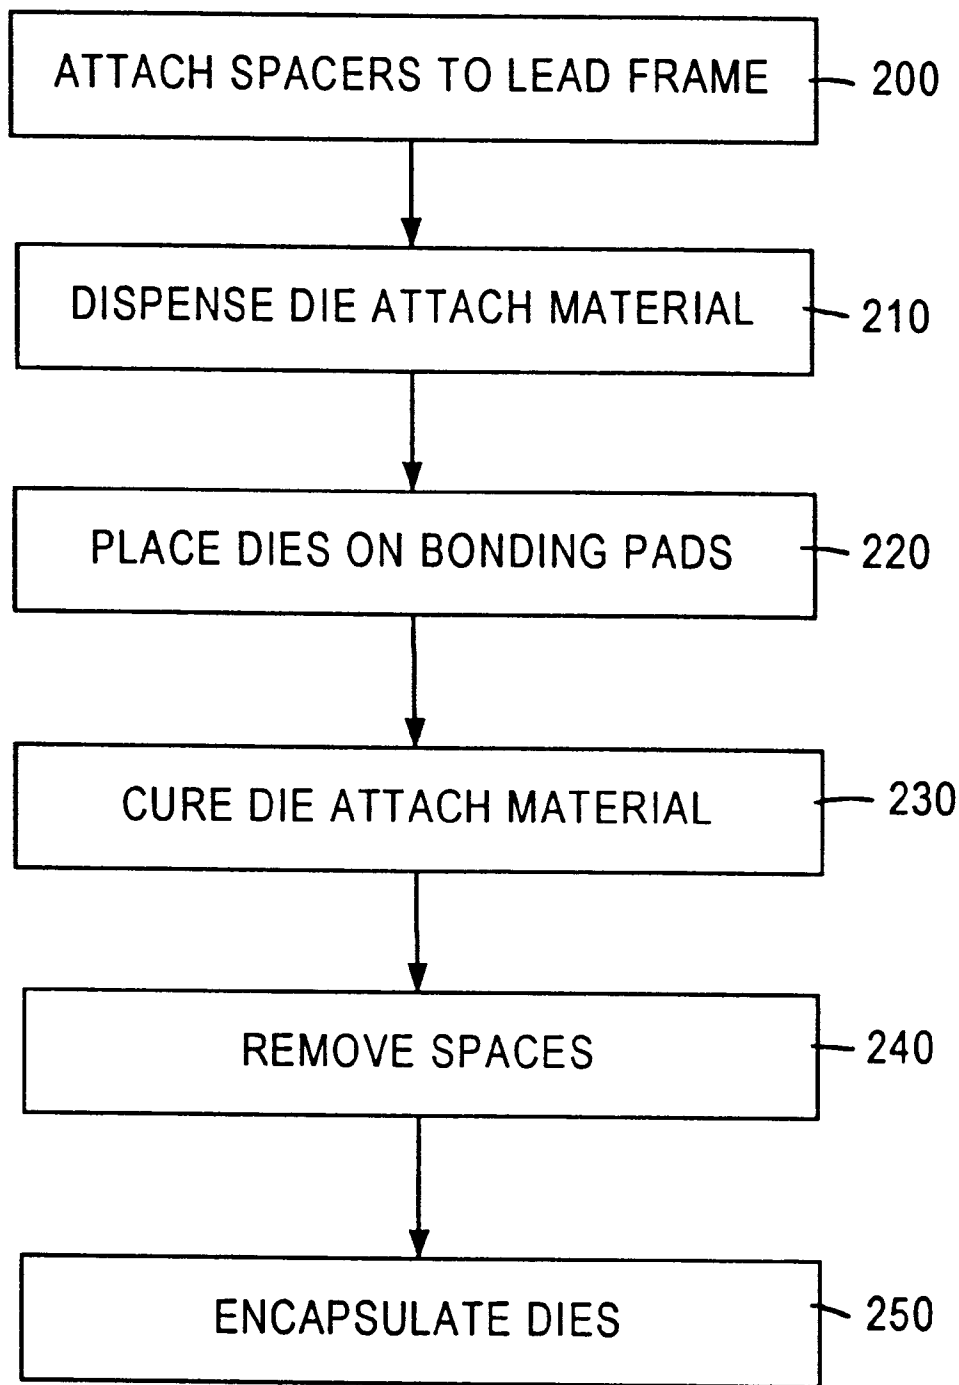 ATTACH SPACERS TO LEAD FRAME 200
DISPENSE DIE ATTACH MATERIAL 210
PLACE DIES ON BONDING PADS 220
CURE DIE ATTACH MATERIAL 230
REMOVE SPACES 240
ENCAPSULATE DIES 250